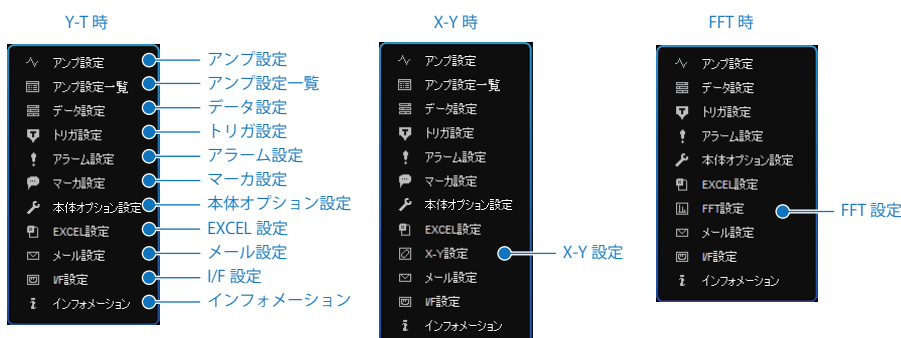 Y-T 時
アンプ設定
アンプ設定一覧
データ設定
トリガ設定
アラーム設定
マーカ設定
本体オプション設定
EXCEL設定
メール設定
I/F設定
インフォメーション
アンプ設定
アンプ設定一覧
データ設定
トリガ設定
アラーム設定
マーカ設定
本体オプション設定
EXCEL 設定
メール設定
I/F 設定
インフォメーション
X-Y 時
アンプ設定
アンプ設定一覧
データ設定
トリガ設定
アラーム設定
マーカ設定
本体オプション設定
EXCEL設定
X-Y設定
メール設定
I/F設定
インフォメーション
X-Y 設定
FFT 時
アンプ設定
データ設定
トリガ設定
アラーム設定
本体オプション設定
EXCEL設定
FFT設定
メール設定
I/F設定
インフォメーション
FFT 設定